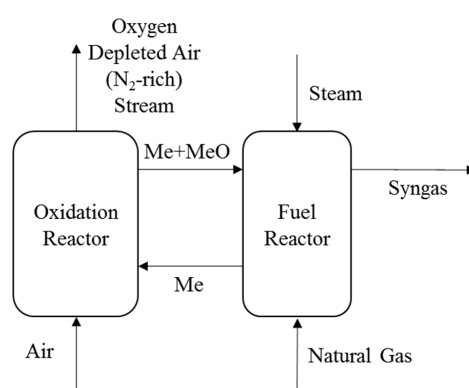 Oxygen
Depleted Air
(N₂-rich)
Stream
Steam
Me+MeO
Syngas
Oxidation
Reactor
Fuel
Reactor
Me
Air
Natural Gas